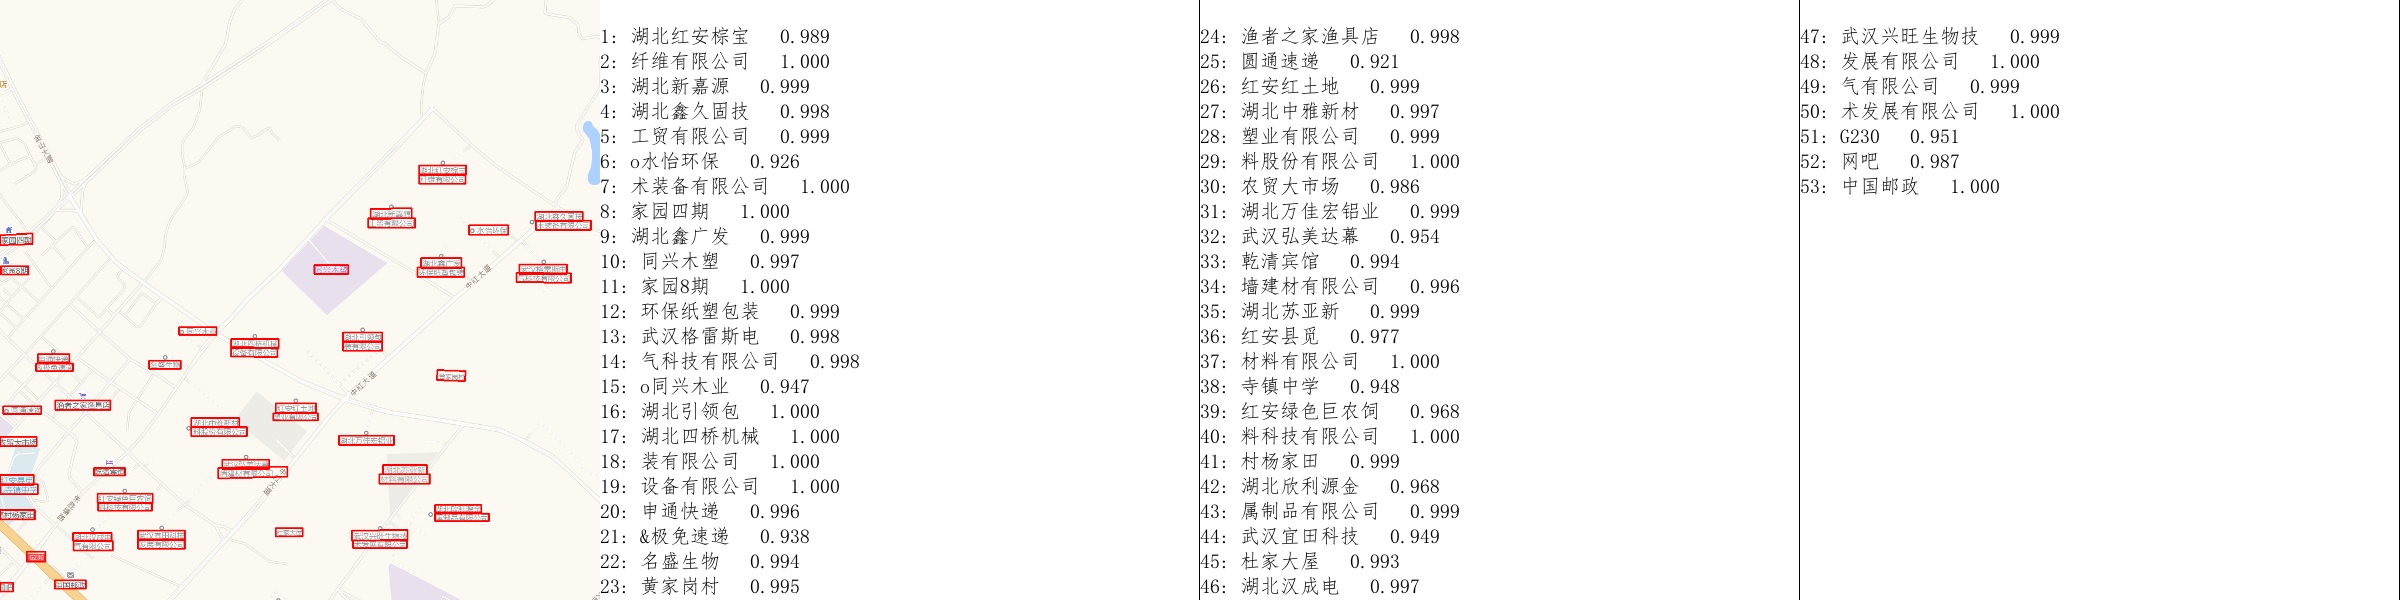 1: 湖北红安棕宝 0.989
2: 纤维有限公司 1.000
3: 湖北新嘉源 0.999
4: 湖北鑫久固技 0.998
5: 工贸有限公司 0.999
6: o水怡环保 0.926
7: 术装备有限公司 1.000
8: 家园四期 1.000
9: 湖北鑫广发 0.999
10: 同兴木塑 0.997
11: 家园8期 1.000
12: 环保纸塑包装 0.999
13: 武汉格雷斯电 0.998
14: 气科技有限公司 0.998
15: o同兴木业 0.947
16: 湖北引领包 1.000
17: 湖北四桥机械 1.000
18: 装有限公司 1.000
19: 设备有限公司 1.000
20: 申通快递 0.996
21: &极免速递 0.938
22: 名盛生物 0.994
23: 黄家岗村 0.995
24: 渔者之家渔具店 0.998
25: 圆通速递 0.921
26: 红安红土地 0.999
27: 湖北中雅新材 0.997
28: 塑业有限公司 0.999
29: 料股份有限公司 1.000
30: 农贸大市场 0.986
31: 湖北万佳宏铝业 0.999
32: 武汉弘美达幕 0.954
33: 乾清宾馆 0.994
34: 墙建材有限公司 0.996
35: 湖北苏亚新 0.999
36: 红安县觅 0.977
37: 材料有限公司 1.000
38: 寺镇中学 0.948
39: 红安绿色巨农饲 0.968
40: 料科技有限公司 1.000
41: 村杨家田 0.999
42: 湖北欣利源金 0.968
43: 属制品有限公司 0.999
44: 武汉宜田科技 0.949
45: 杜家大屋 0.993
46: 湖北汉成电 0.997
47: 武汉兴旺生物技 0.999
48: 发展有限公司 1.000
49: 气有限公司 0.999
50: 术发展有限公司 1.000
51: G230 0.951
52: 网吧 0.987
53: 中国邮政 1.000
中红大道
中红大道